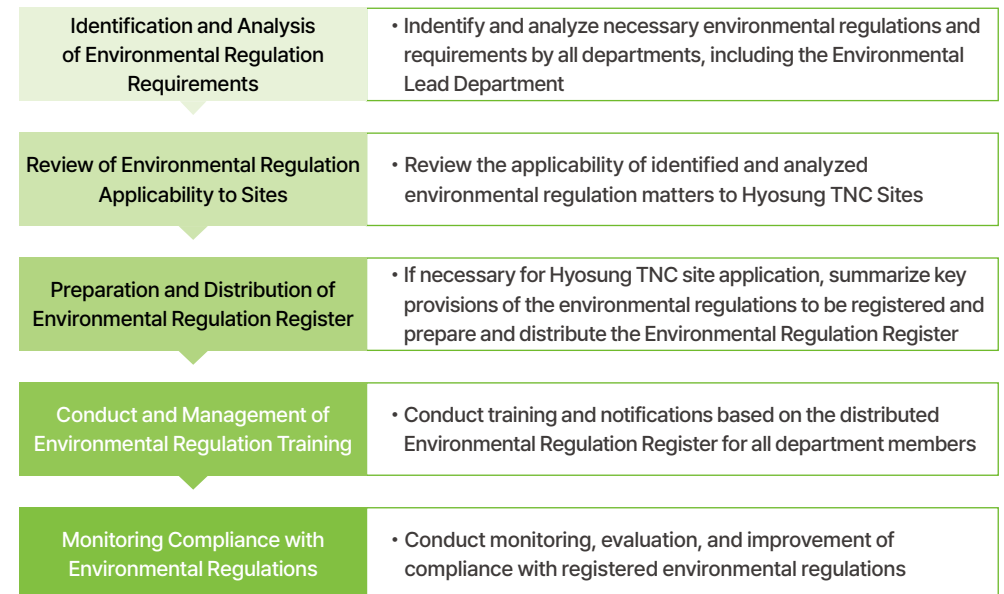 Identification and Analysis
of Environmental Regulation
Requirements
• Indentify and analyze necessary environmental regulations and
requirements by all departments, including the Environmental
Lead Department
Review of Environmental Regulation
Applicability to Sites
• Review the applicability of identified and analyzed
environmental regulation matters to Hyosung TNC Sites
Preparation and Distribution of
Environmental Regulation Register
• If necessary for Hyosung TNC site application, summarize key
provisions of the environmental regulations to be registered and
prepare and distribute the Environmental Regulation Register
Conduct and Management of
Environmental Regulation Training
• Conduct training and notifications based on the distributed
Environmental Regulation Register for all department members
Monitoring Compliance with
Environmental Regulations
• Conduct monitoring, evaluation, and improvement of
compliance with registered environmental regulations